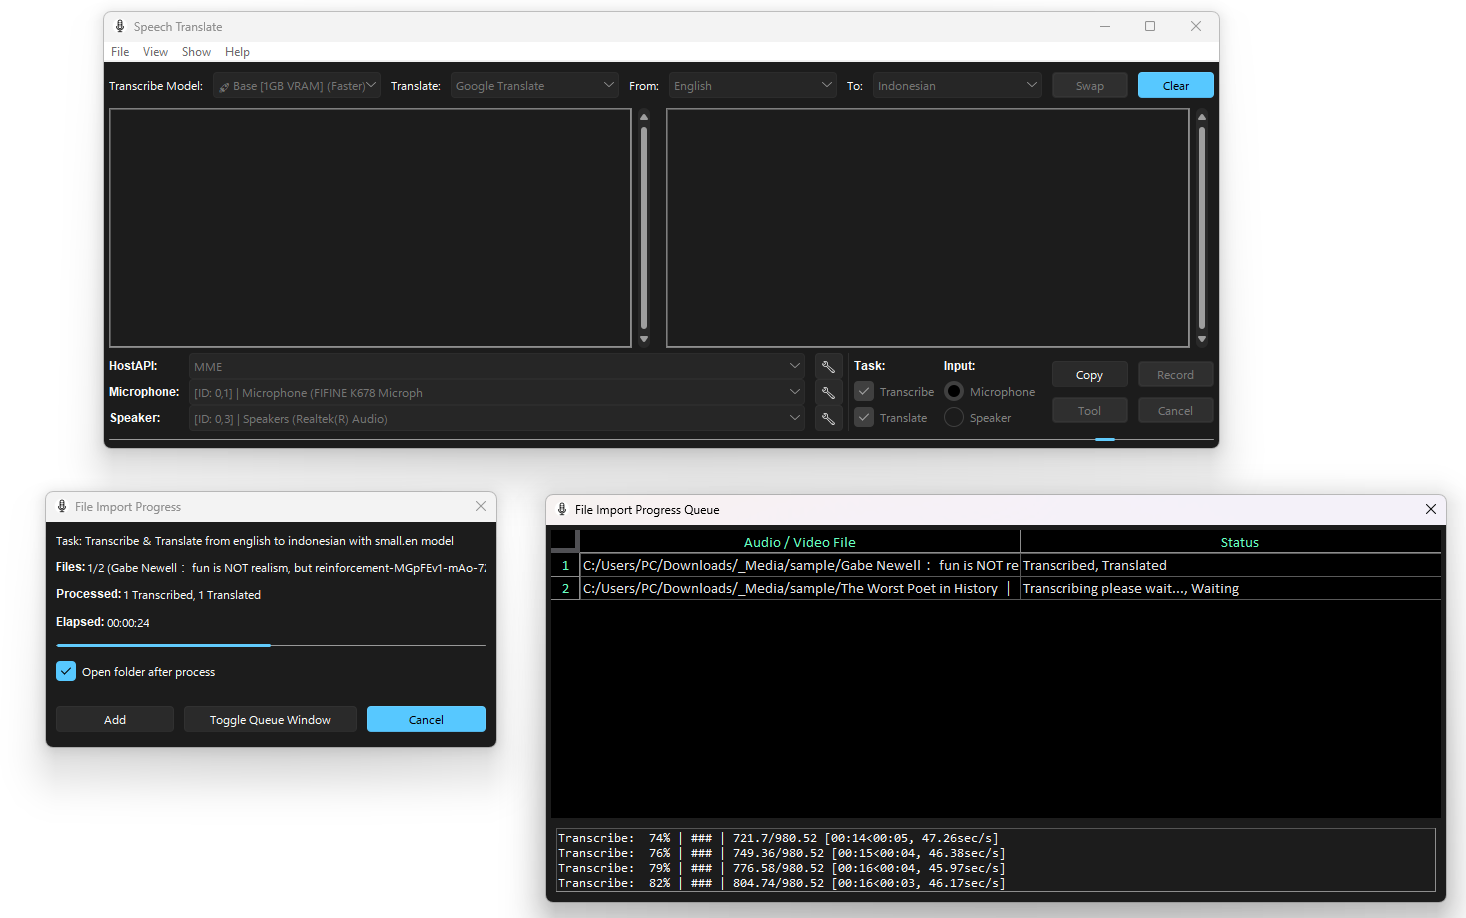 Speech Translate
File View Show Help
Transcribe Model: Base [1GB VRAM] (Faster) Translate: Google Translate From: English To: Indonesian Swap Clear
HostAPI: MME
Microphone: [ID: 0,1] | Microphone (FIFINE K678 Microph
Speaker: [ID: 0,3] | Speakers (Realtek(R) Audio)
Task: Input:
Transcribe Microphone
Translate Speaker
Copy Record
Tool Cancel
File Import Progress
Task: Transcribe & Translate from english to indonesian with small.en model
Files: 1/2 (Gabe Newell : fun is NOT realism, but reinforcement-MGpFEv1-mAo-72
Processed: 1 Transcribed, 1 Translated
Elapsed: 00:00:24
Open folder after process
Add Toggle Queue Window Cancel
File Import Progress Queue
Audio / Video File Status
1 C:/Users/PC/Downloads/_Media/sample/Gabe Newell : fun is NOT re Transcribed, Translated
2 C:/Users/PC/Downloads/_Media/sample/The Worst Poet in History | Transcribing please wait..., Waiting
Transcribe: 74% | ### | 721.7/980.52 [00:14<00:05, 47.26sec/s]
Transcribe: 76% | ### | 749.36/980.52 [00:15<00:04, 46.38sec/s]
Transcribe: 79% | ### | 776.58/980.52 [00:16<00:04, 45.97sec/s]
Transcribe: 82% | ### | 804.74/980.52 [00:16<00:03, 46.17sec/s]